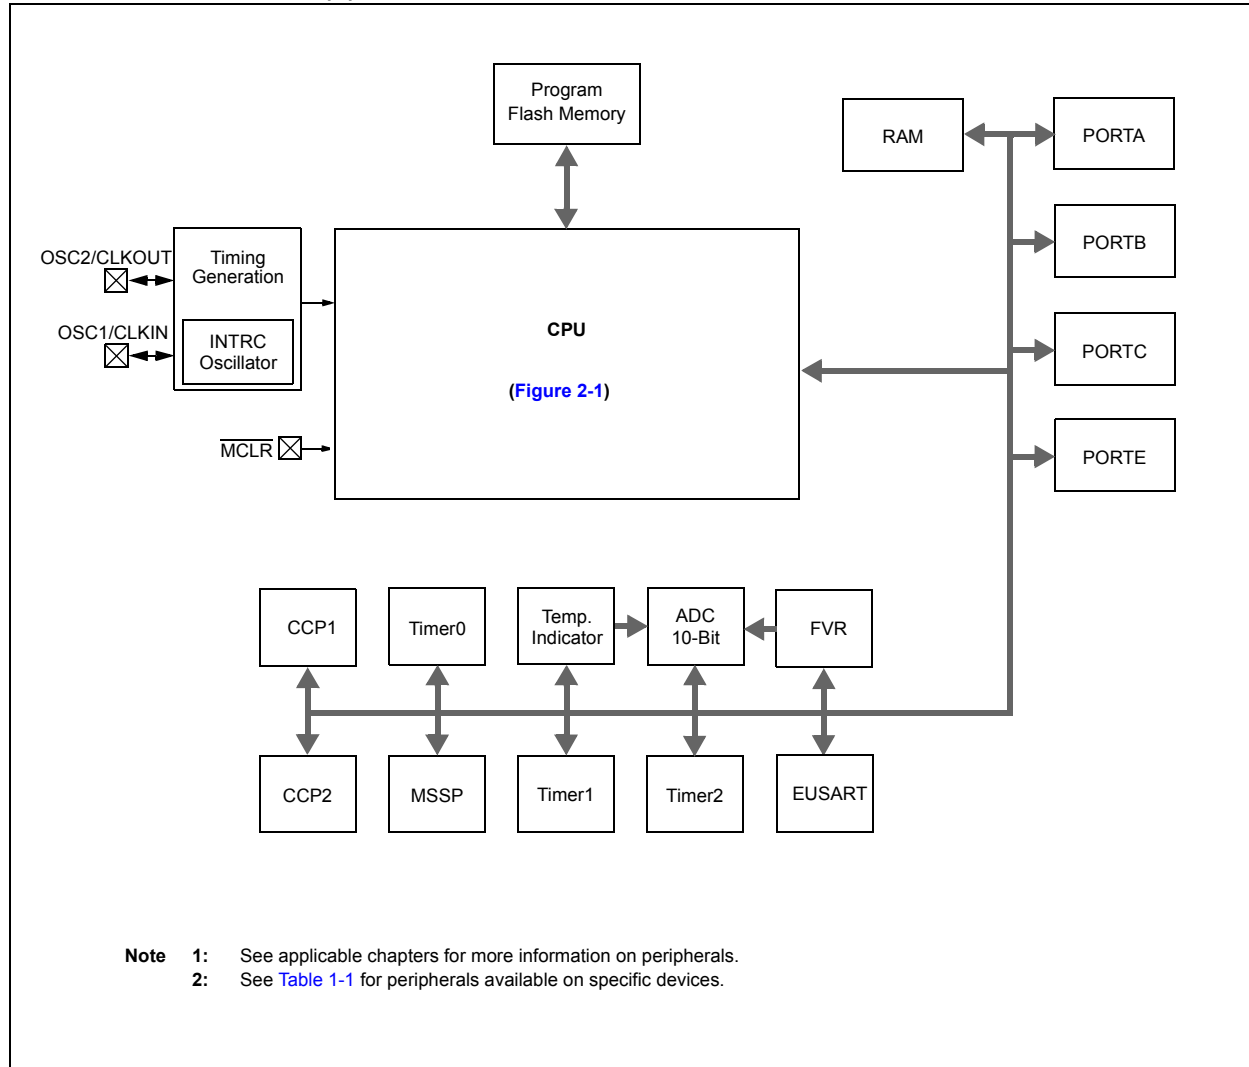 Program
Flash Memory
RAM
PORTA
OSC2/CLKOUT
Timing
Generation
PORTB
OSC1/CLKIN
INTRC
Oscillator
CPU
(Figure 2-1)
PORTC
MCLR
PORTE
CCP1
Timer0
Temp.
Indicator
ADC
10-Bit
FVR
CCP2
MSSP
Timer1
Timer2
EUSART
Note 1: See applicable chapters for more information on peripherals.
2: See Table 1-1 for peripherals available on specific devices.